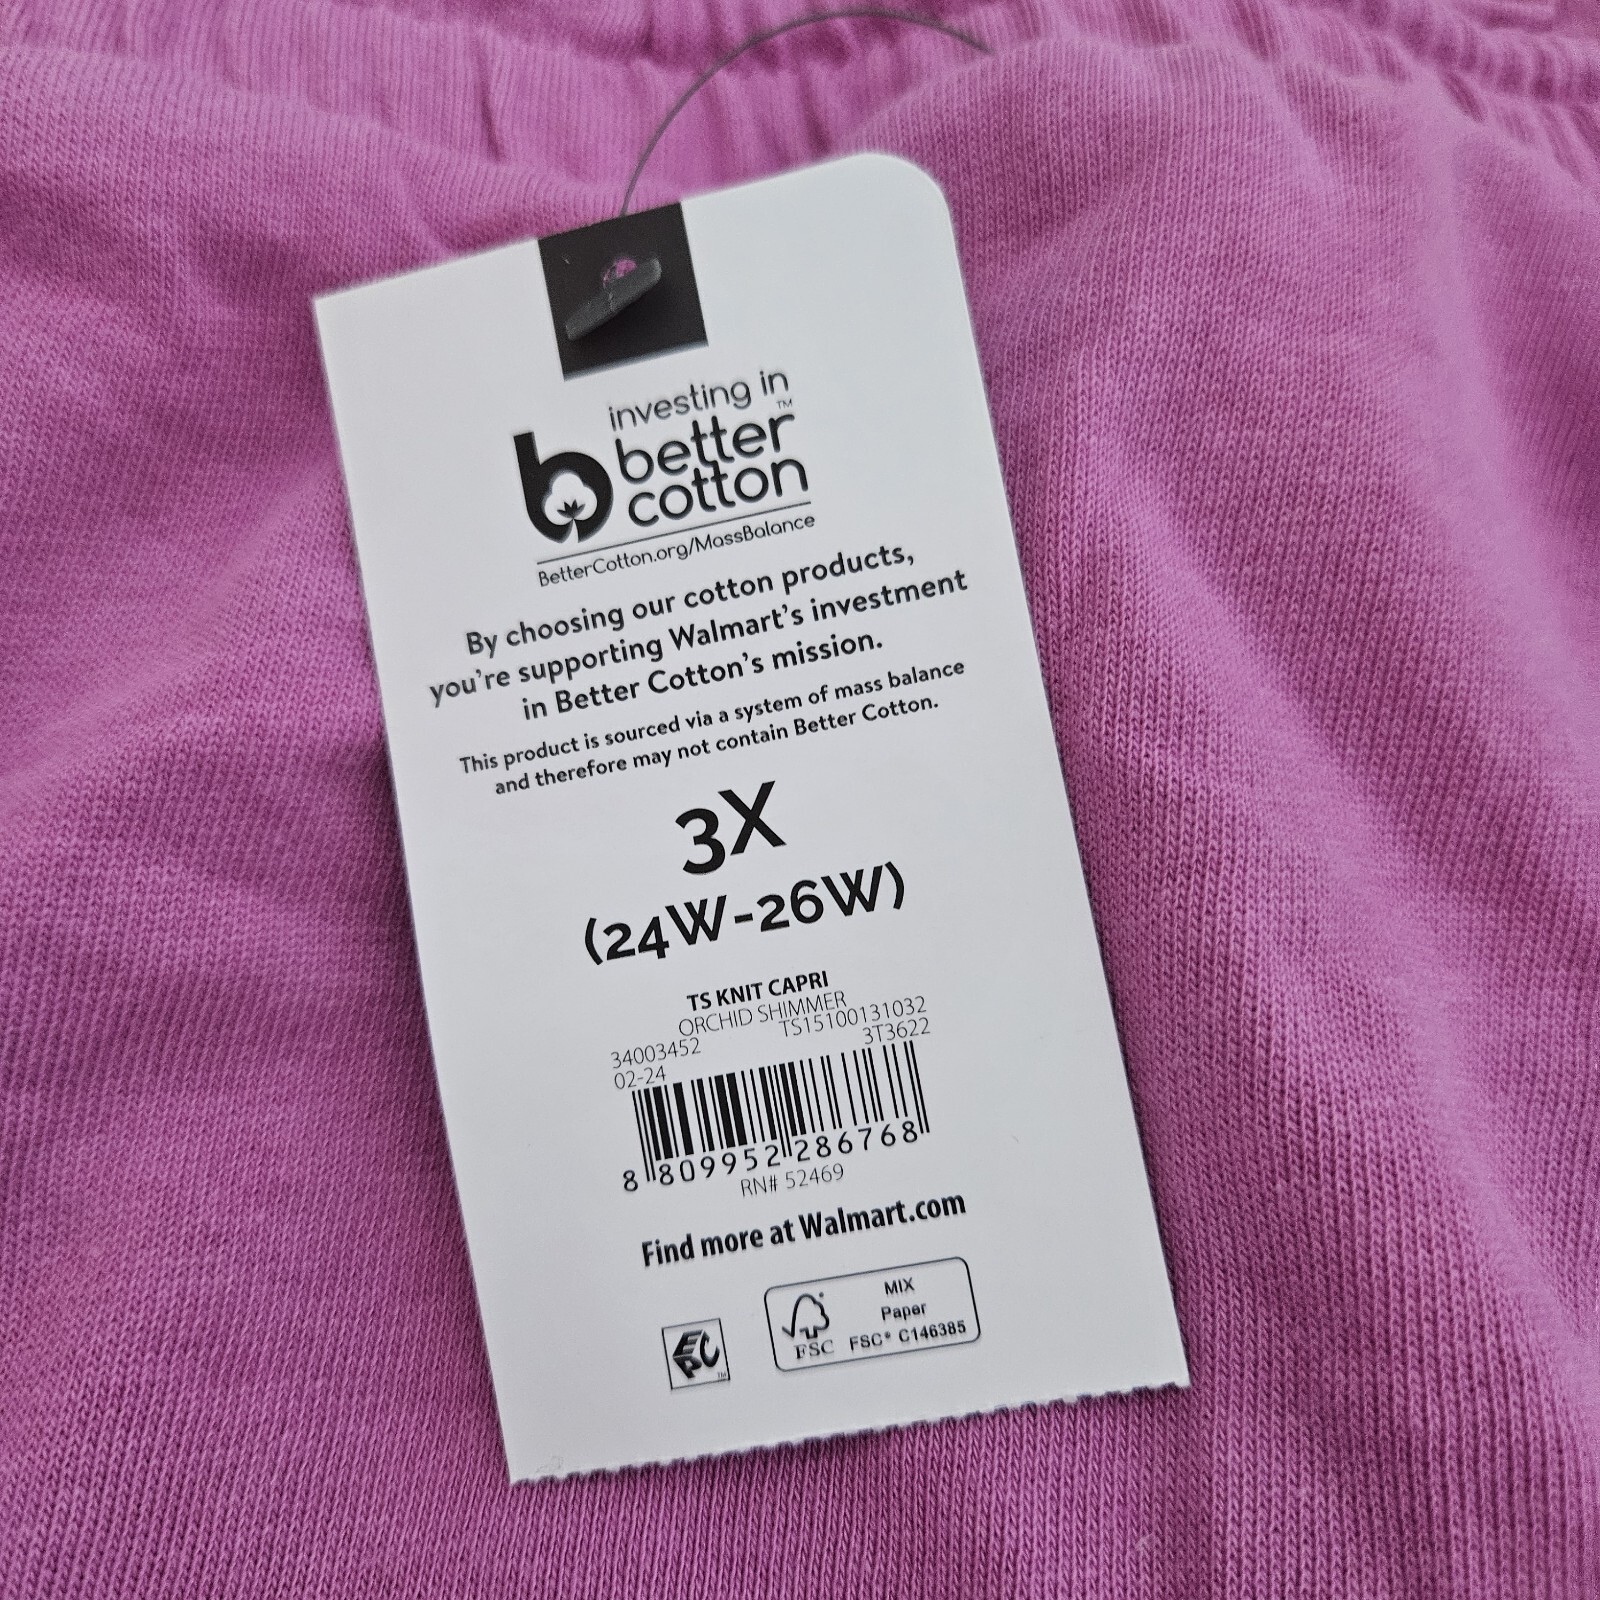 investing in
better™
cotton
BetterCotton.org/MassBalance
By choosing our cotton products,
you're supporting Walmart's investment
in Better Cotton's mission.
This product is sourced via a system of mass balance
and therefore may not contain Better Cotton.
3X
(24W-26W)
TS KNIT CAPRI
ORCHID SHIMMER
34003452 TS15100131032
02-24 3T3622
8 809952 286768
RN# 52469
Find more at Walmart.com
EPC™
FSC
MIX
Paper
FSC® C146385